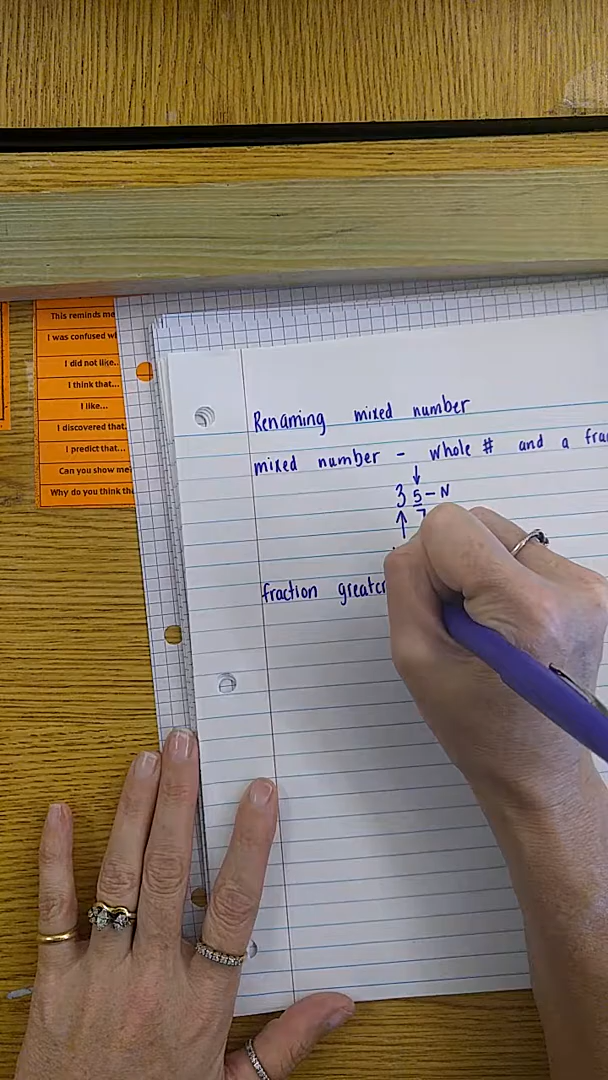 This reminds me
I was confused w
I did not like..
I think that...
I like...
I discovered that.
I predict that...
Can you show me
Why do you think the
Renaming mixed number
mixed number - whole # and a fra
3 5/7 - N
fraction greater